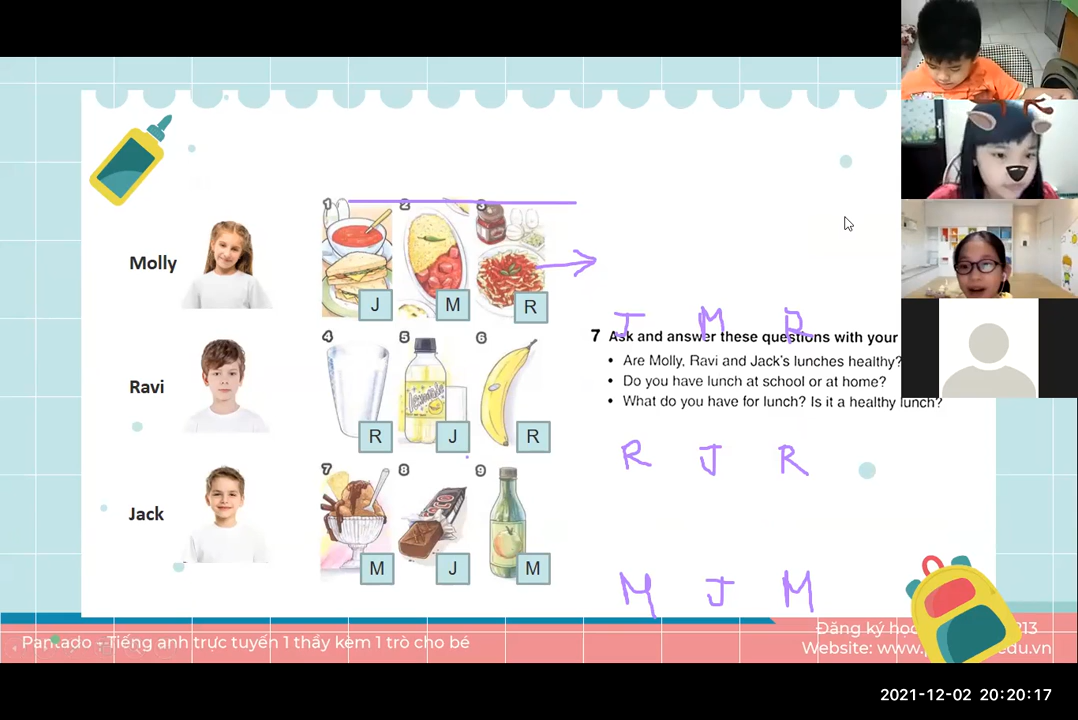 Molly
1 2 3
J M R
J M R
4 5 6
7 Ask and answer these questions with your
• Are Molly, Ravi and Jack's lunches healthy?
• Do you have lunch at school or at home?
• What do you have for lunch? Is it a healthy lunch?
Ravi
R J R
R J R
7 8 9
Jack
M J M
M J M
Pantado - Tiếng anh trực tuyến 1 thầy kèm 1 trò cho bé
Đăng ký học
Website: www.
2021-12-02 20:20:17